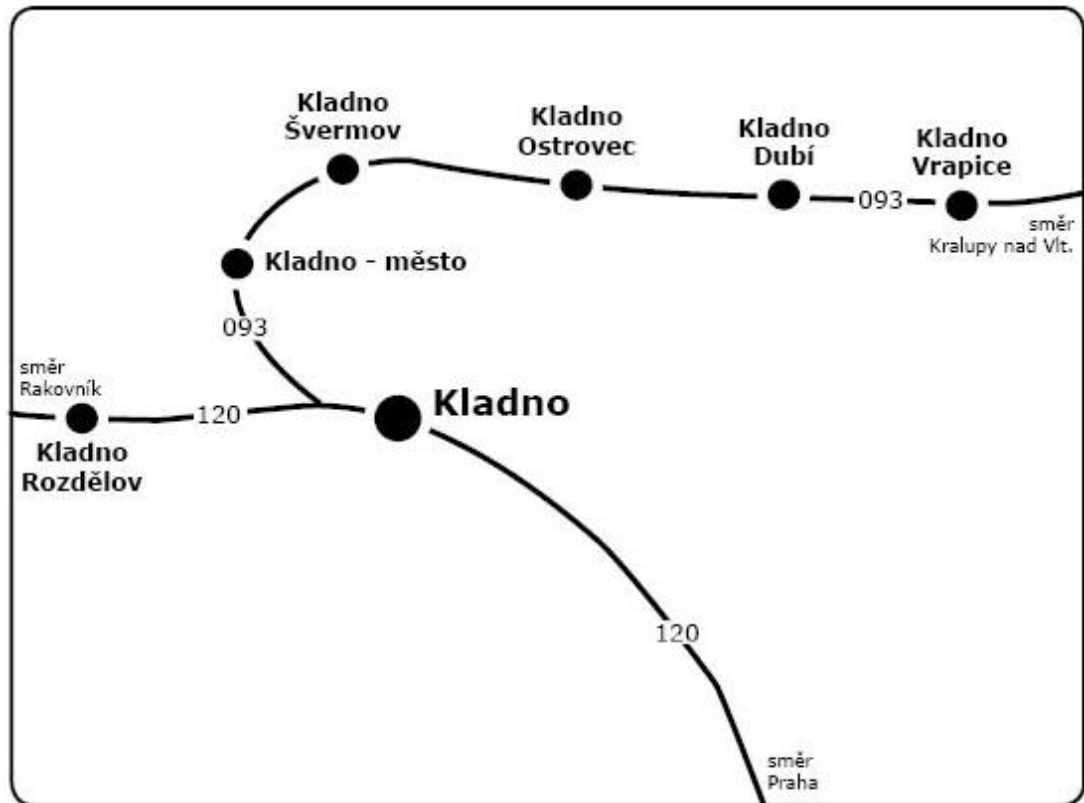 Kladno
Švermov
Kladno
Ostrovec
Kladno
Dubí
Kladno
Vrapice
093
směr
Kralupy nad Vlt.
Kladno - město
093
směr
Rakovník
120
Kladno
Kladno
Rozdělov
120
směr
Praha